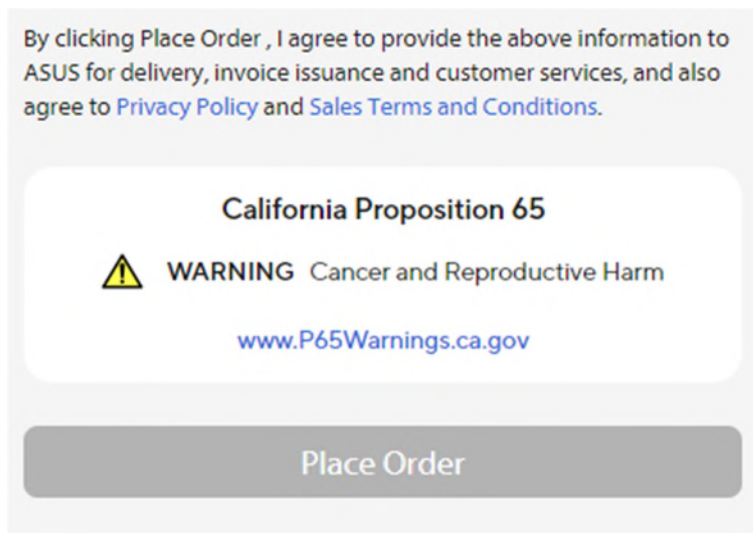 By clicking Place Order , I agree to provide the above information to
ASUS for delivery, invoice issuance and customer services, and also
agree to Privacy Policy and Sales Terms and Conditions.
California Proposition 65
WARNING Cancer and Reproductive Harm
www.P65Warnings.ca.gov
Place Order